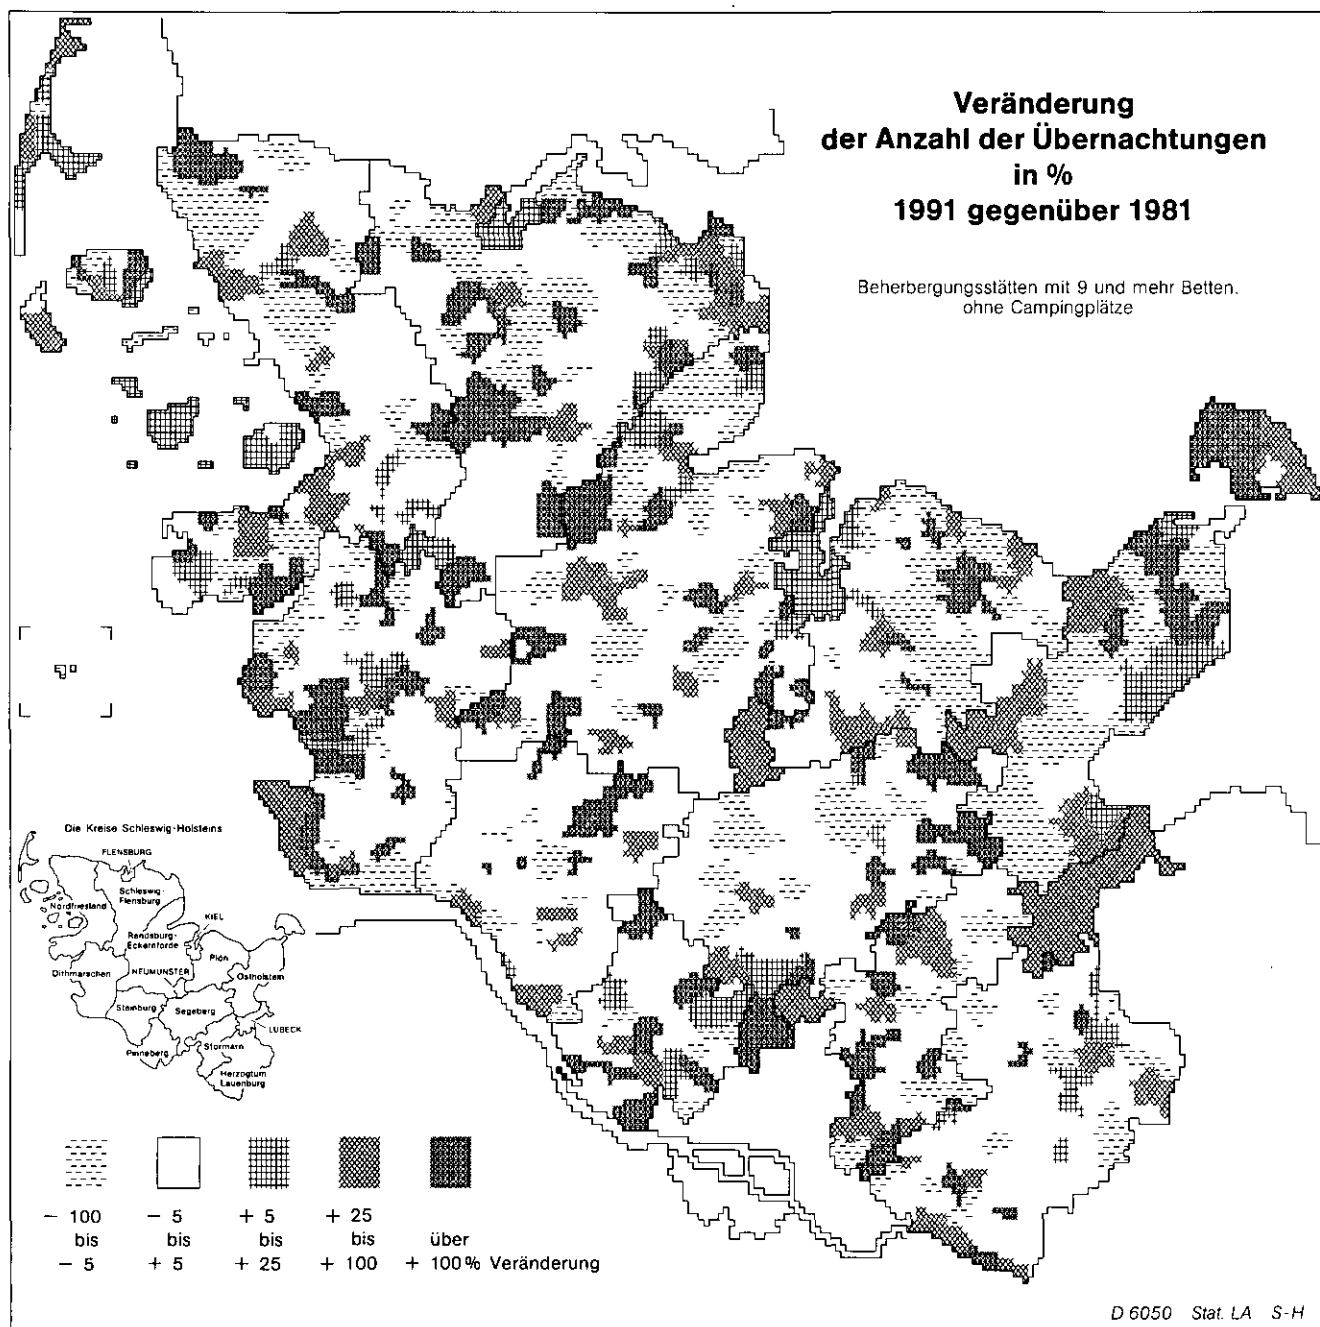 Veränderung
der Anzahl der Übernachtungen
in %
1991 gegenüber 1981
Beherbergungsstätten mit 9 und mehr Betten.
ohne Campingplätze
Die Kreise Schleswig-Holsteins
FLENSBURG
Schleswig-
Flensburg
Nordfriesland
KIEL
Rendsburg-
Eckernförde
Plön
Dithmarschen
NEUMÜNSTER
Ostholstein
Steinburg
Segeberg
LÜBECK
Pinneberg
Stormarn
Herzogtum
Lauenburg
− 100 − 5 + 5 + 25
bis bis bis bis über
− 5 + 5 + 25 + 100 + 100 % Veränderung
D 6050 Stat. LA S-H